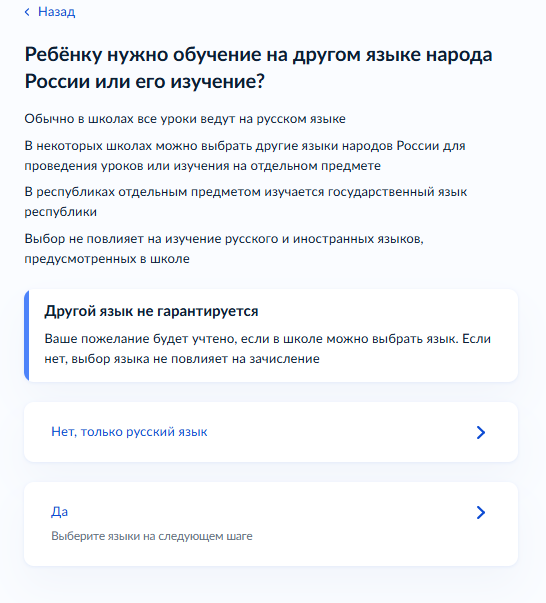 Назад
Ребёнку нужно обучение на другом языке народа
России или его изучение?
Обычно в школах все уроки ведут на русском языке
В некоторых школах можно выбрать другие языки народов России для
проведения уроков или изучения на отдельном предмете
В республиках отдельным предметом изучается государственный язык
республики
Выбор не повлияет на изучение русского и иностранных языков,
предусмотренных в школе
Другой язык не гарантируется
Ваше пожелание будет учтено, если в школе можно выбрать язык. Если
нет, выбор языка не повлияет на зачисление
Нет, только русский язык
Да
Выберите языки на следующем шаге